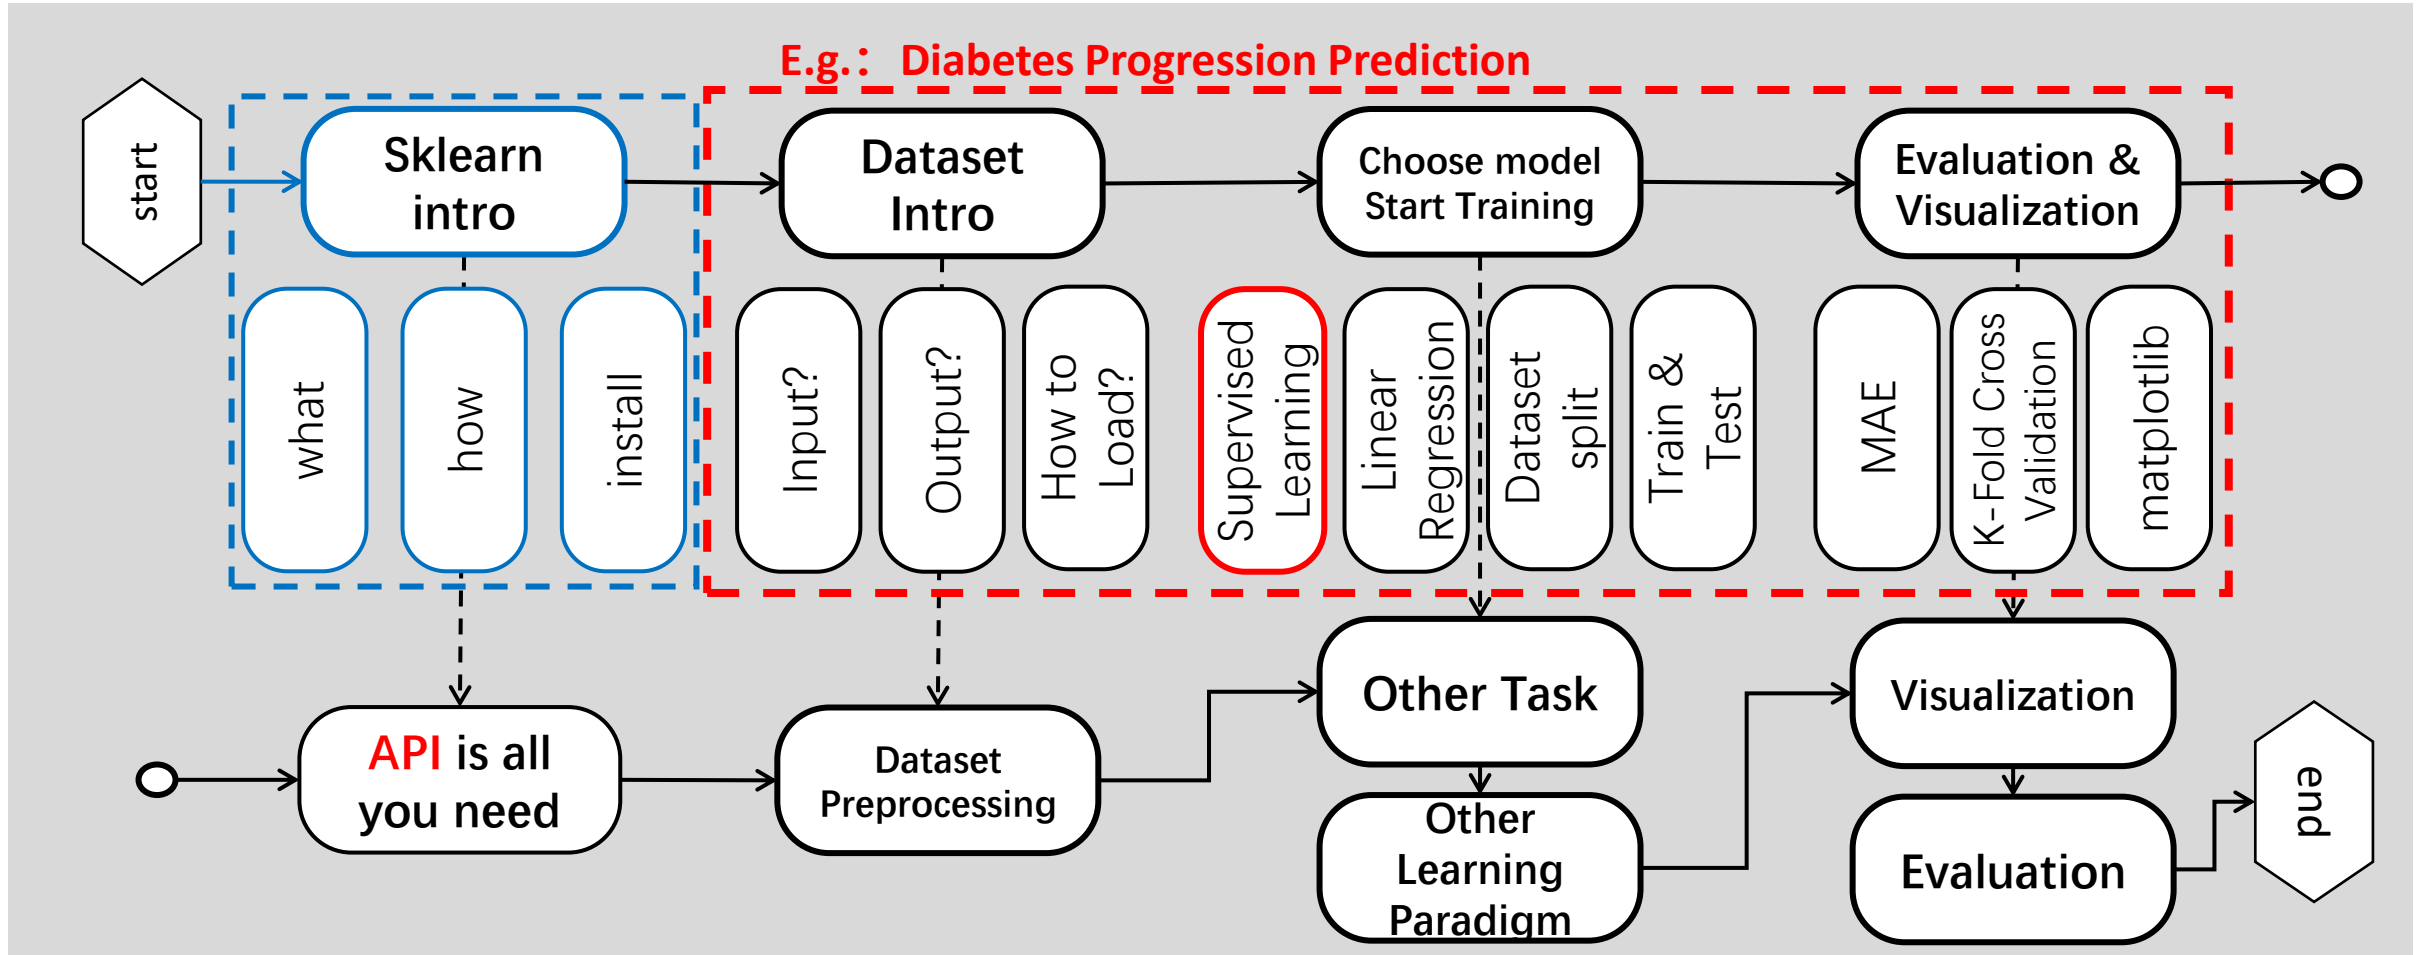 E.g.： Diabetes Progression Prediction
start
Sklearn
intro
Dataset
Intro
Choose model
Start Training
Evaluation &
Visualization
what
how
install
Input?
Output?
How to
Load?
Supervised
Learning
Linear
Regression
Dataset
split
Train &
Test
MAE
K-Fold Cross
Validation
matplotlib
API is all
you need
Dataset
Preprocessing
Other Task
Other
Learning
Paradigm
Visualization
Evaluation
end